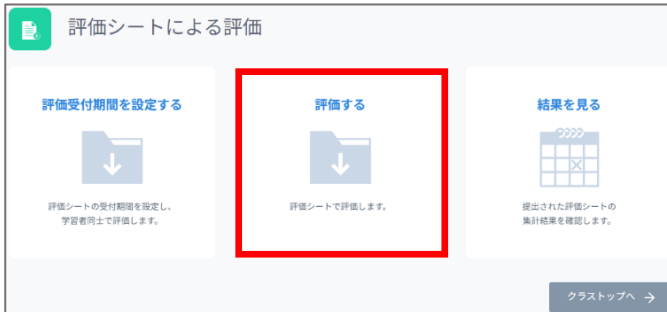 評価シートによる評価
評価受付期間を設定する
評価シートの受付期間を設定し、
学習者同士で評価します。
評価する
評価シートで評価します。
結果を見る
提出された評価シートの
集計結果を確認します。
クラストップへ →